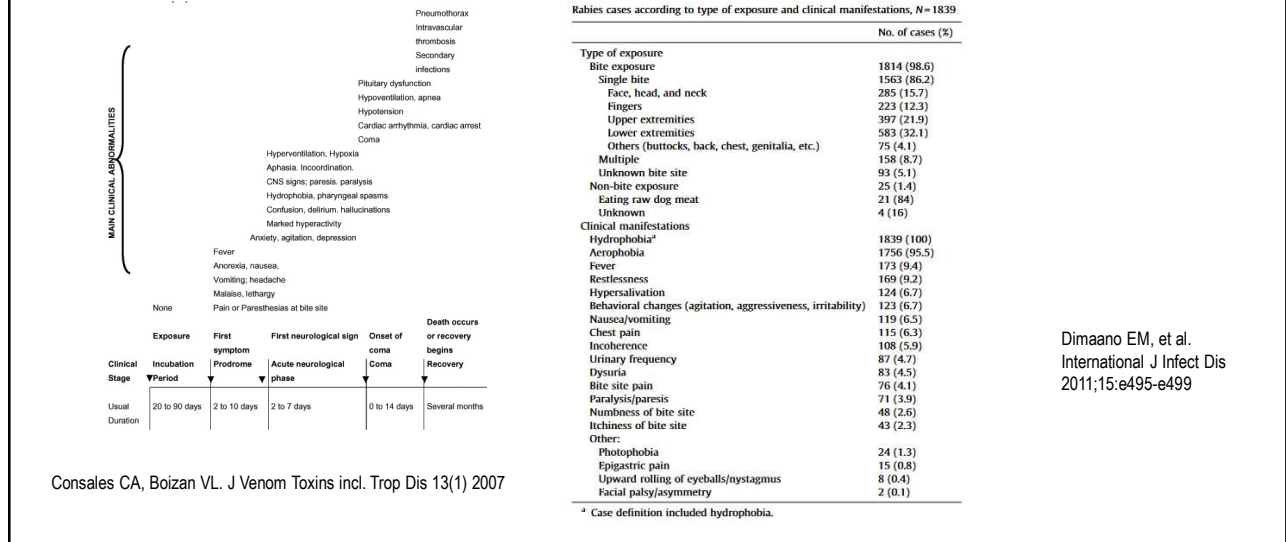 Pneumothorax
Intravascular
thrombosis
Secondary
infections
Pituitary dysfunction
Hypoventilation, apnea
Hypotension
Cardiac arrhythmia, cardiac arrest
Coma
Hyperventilation, Hypoxia
Aphasia. Incoordination.
CNS signs; paresis. paralysis
Hydrophobia, pharyngeal spasms
Confusion, delirium. hallucinations
Marked hyperactivity
Anxiety, agitation, depression
Fever
Anorexia, nausea,
Vomiting; headache
Malaise, lethargy
None Pain or Paresthesias at bite site
MAIN CLINICAL ABNORMALITIES
Death occurs
Exposure First First neurological sign Onset of or recovery
symptom coma begins
Clinical Incubation Prodrome Acute neurological Coma Recovery
Stage Period phase
Usual 20 to 90 days 2 to 10 days 2 to 7 days 0 to 14 days Several months
Duration
Consales CA, Boizan VL. J Venom Toxins incl. Trop Dis 13(1) 2007
Rabies cases according to type of exposure and clinical manifestations, N = 1839
No. of cases (%)
Type of exposure
Bite exposure 1814 (98.6)
Single bite 1563 (86.2)
Face, head, and neck 285 (15.7)
Fingers 223 (12.3)
Upper extremities 397 (21.9)
Lower extremities 583 (32.1)
Others (buttocks, back, chest, genitalia, etc.) 75 (4.1)
Multiple 158 (8.7)
Unknown bite site 93 (5.1)
Non-bite exposure 25 (1.4)
Eating raw dog meat 21 (84)
Unknown 4 (16)
Clinical manifestations
Hydrophobia a 1839 (100)
Aerophobia 1756 (95.5)
Fever 173 (9.4)
Restlessness 169 (9.2)
Hypersalivation 124 (6.7)
Behavioral changes (agitation, aggressiveness, irritability) 123 (6.7)
Nausea/vomiting 119 (6.5)
Chest pain 115 (6.3)
Incoherence 108 (5.9)
Urinary frequency 87 (4.7)
Dysuria 83 (4.5)
Bite site pain 76 (4.1)
Paralysis/paresis 71 (3.9)
Numbness of bite site 48 (2.6)
Itchiness of bite site 43 (2.3)
Other:
Photophobia 24 (1.3)
Epigastric pain 15 (0.8)
Upward rolling of eyeballs/nystagmus 8 (0.4)
Facial palsy/asymmetry 2 (0.1)
a Case definition included hydrophobia.
Dimaano EM, et al.
International J Infect Dis
2011;15:e495-e499